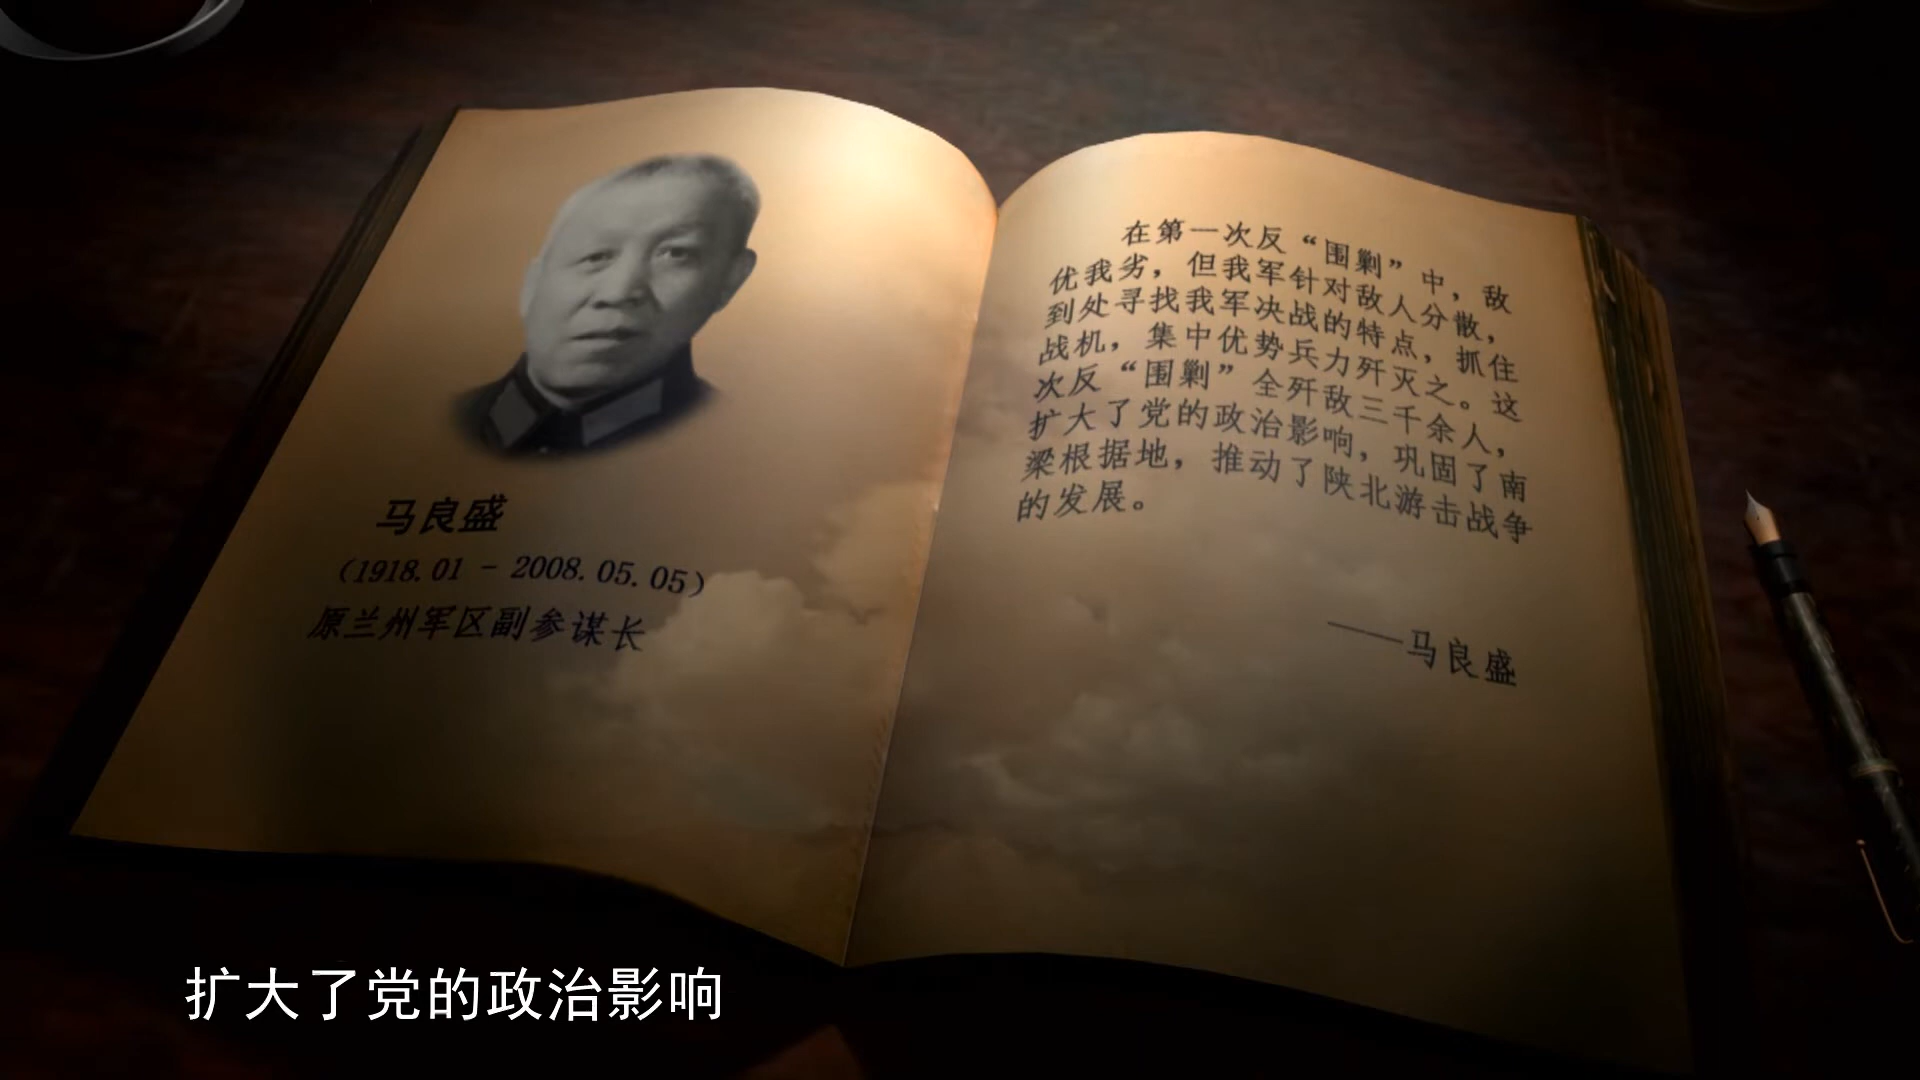 马良盛
（1918.01 - 2008.05.05）
原兰州军区副参谋长
在第一次反“围剿”中，敌
优我劣，但我军针对敌人分散，
到处寻找我军决战的特点，抓住
战机，集中优势兵力歼灭之。这
次反“围剿”全歼敌三千余人，
扩大了党的政治影响，巩固了南
梁根据地，推动了陕北游击战争
的发展。
——马良盛
扩大了党的政治影响